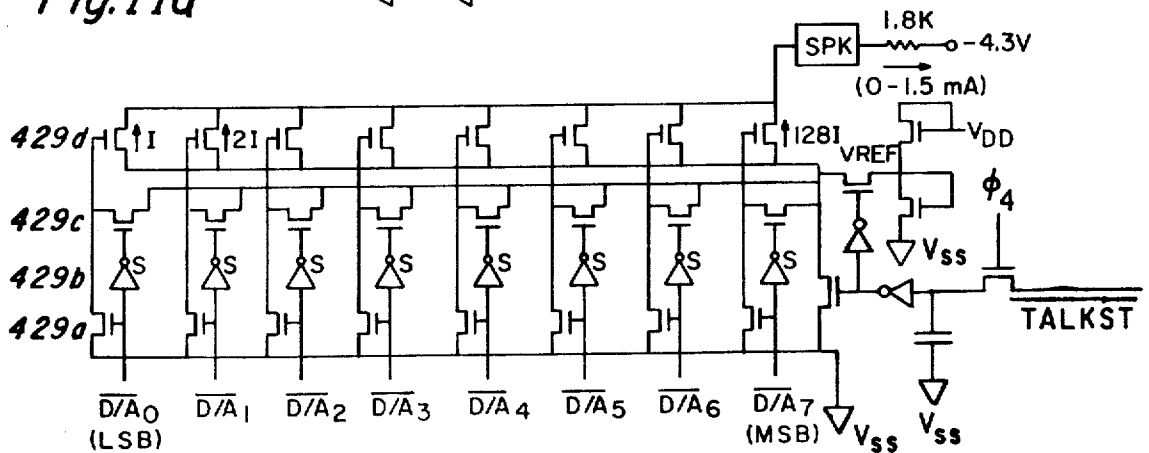 Fig. 11a
SPK
1.8K
-4.3V
(0-1.5 mA)
429d
I
2I
128I
VREF
VDD
429c
S S S S S S S S
VSS
ϕ4
429b
429a
TALKST
D/A0 D/A1 D/A2 D/A3 D/A4 D/A5 D/A6 D/A7
(LSB) (MSB)
VSS
VSS